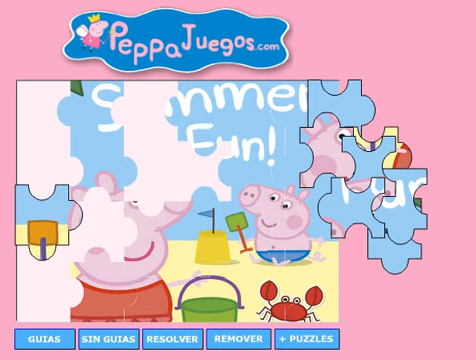 PeppaJuegos.com
Summer
Fun!
GUIAS
SIN GUIAS
RESOLVER
REMOVER
+ PUZZLES